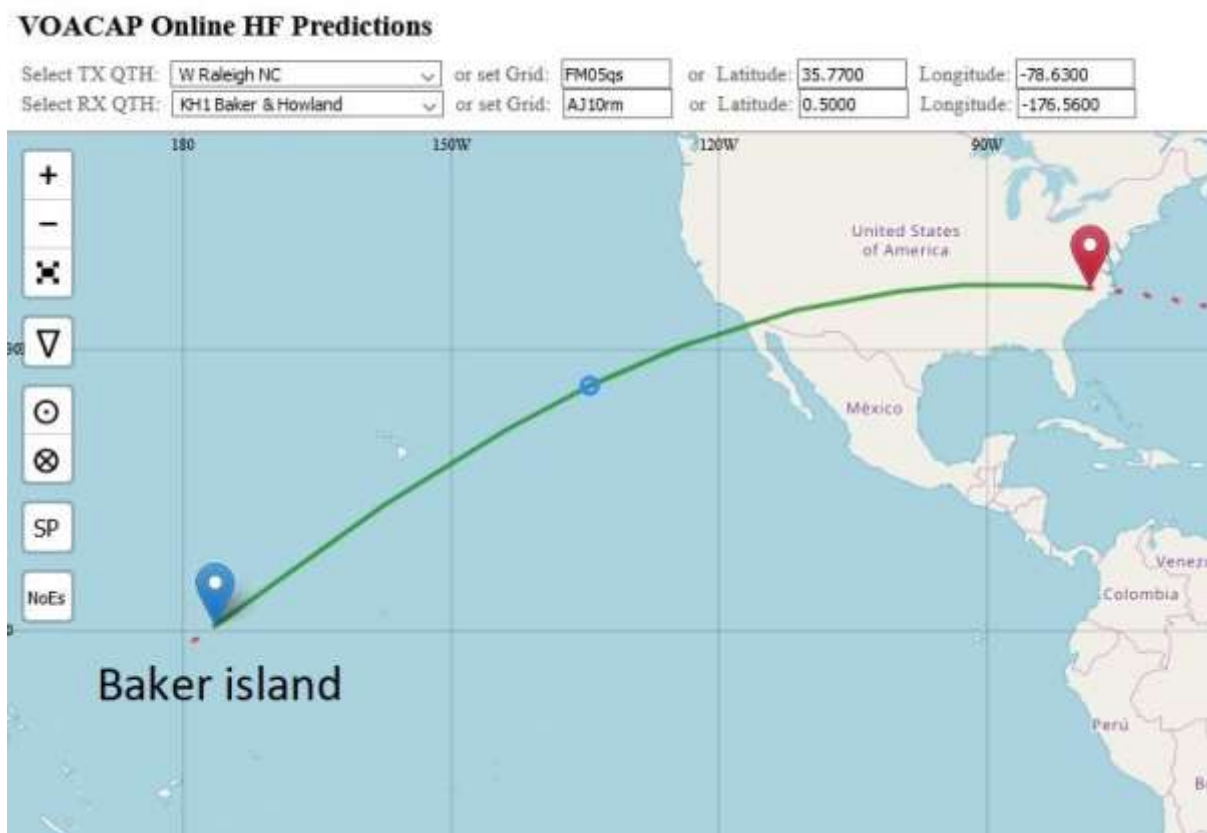 VOACAP Online HF Predictions
Select TX QTH: W Raleigh NC or set Grid: FM05qs or Latitude: 35.7700 Longitude: -78.6300
Select RX QTH: KH1 Baker & Howland or set Grid: AJ10rm or Latitude: 0.5000 Longitude: -176.5600
180 150W 120W 90W
United States
of America
México
SP
NoEs
Colombia
Baker island
Perú